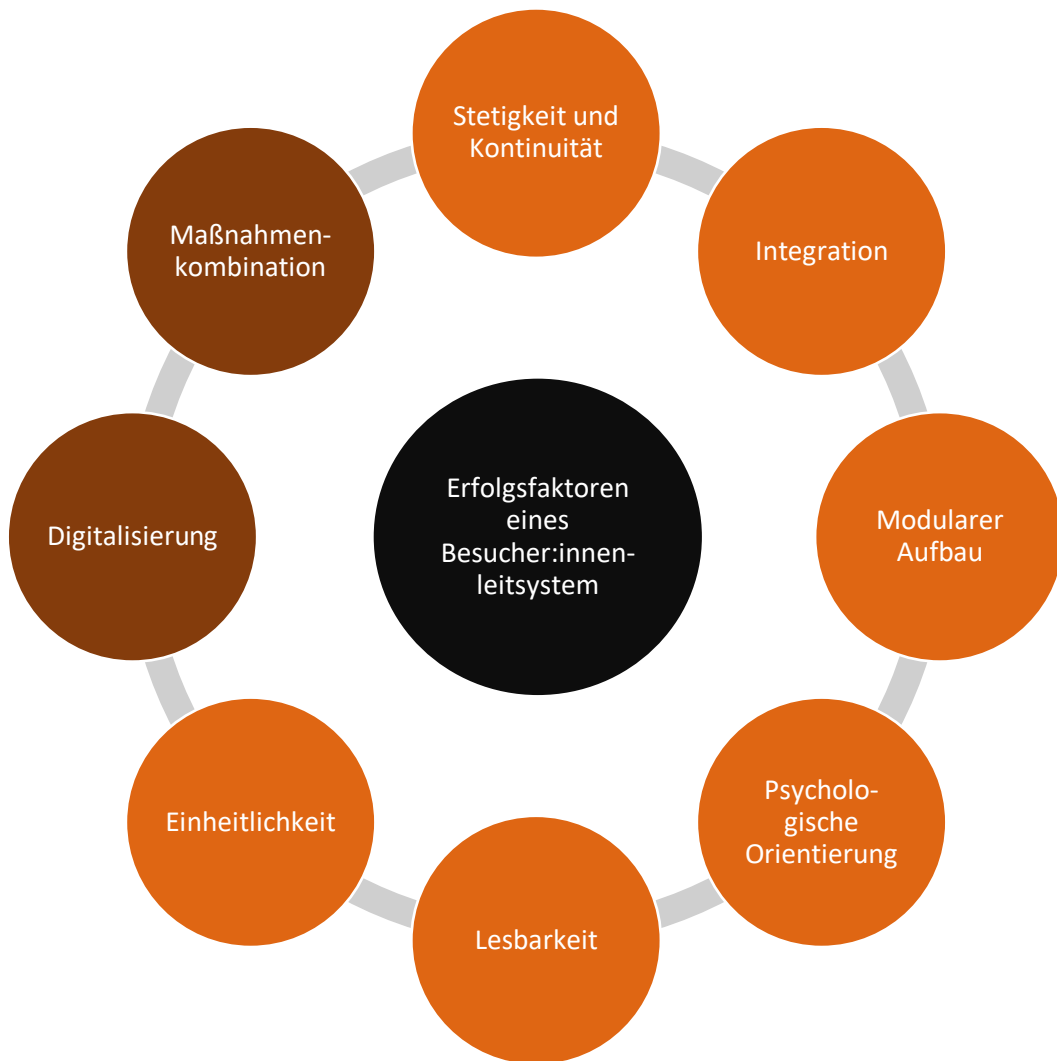 Stetigkeit und
Kontinuität
Integration
Modularer
Aufbau
Psycholo-
gische
Orientierung
Lesbarkeit
Einheitlichkeit
Digitalisierung
Maßnahmen-
kombination
Erfolgsfaktoren
eines
Besucher:innen-
leitsystem